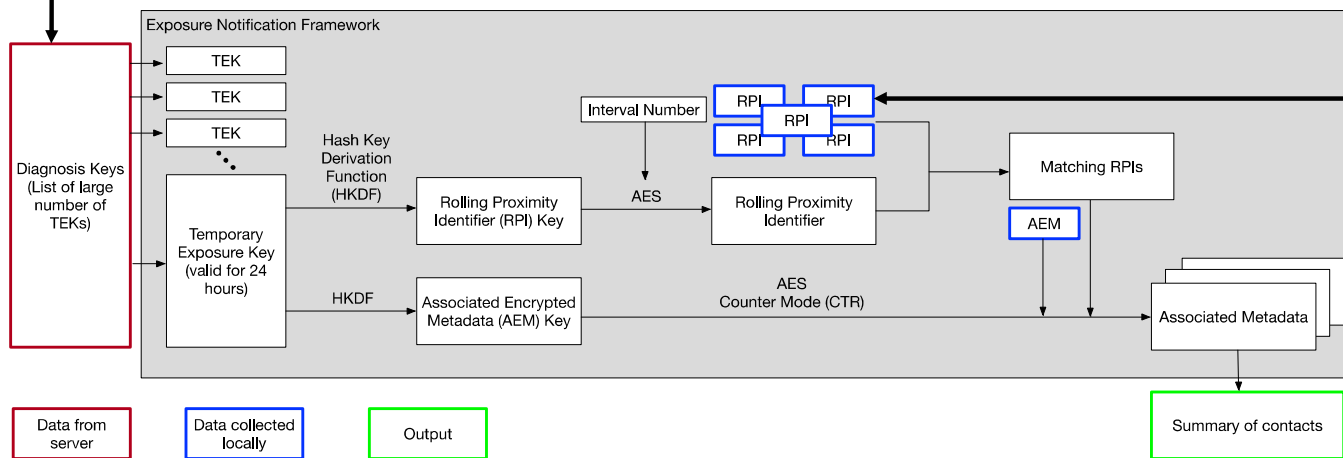 Exposure Notification Framework
Diagnosis Keys
(List of large
number of
TEKs)
TEK
TEK
TEK
Temporary
Exposure Key
(valid for 24
hours)
Hash Key
Derivation
Function
(HKDF)
HKDF
Rolling Proximity
Identifier (RPI) Key
Associated Encrypted
Metadata (AEM) Key
Interval Number
AES
RPI
RPI
RPI
RPI
RPI
Rolling Proximity
Identifier
AES
Counter Mode (CTR)
Matching RPIs
AEM
Associated Metadata
Data from
server
Data collected
locally
Output
Summary of contacts